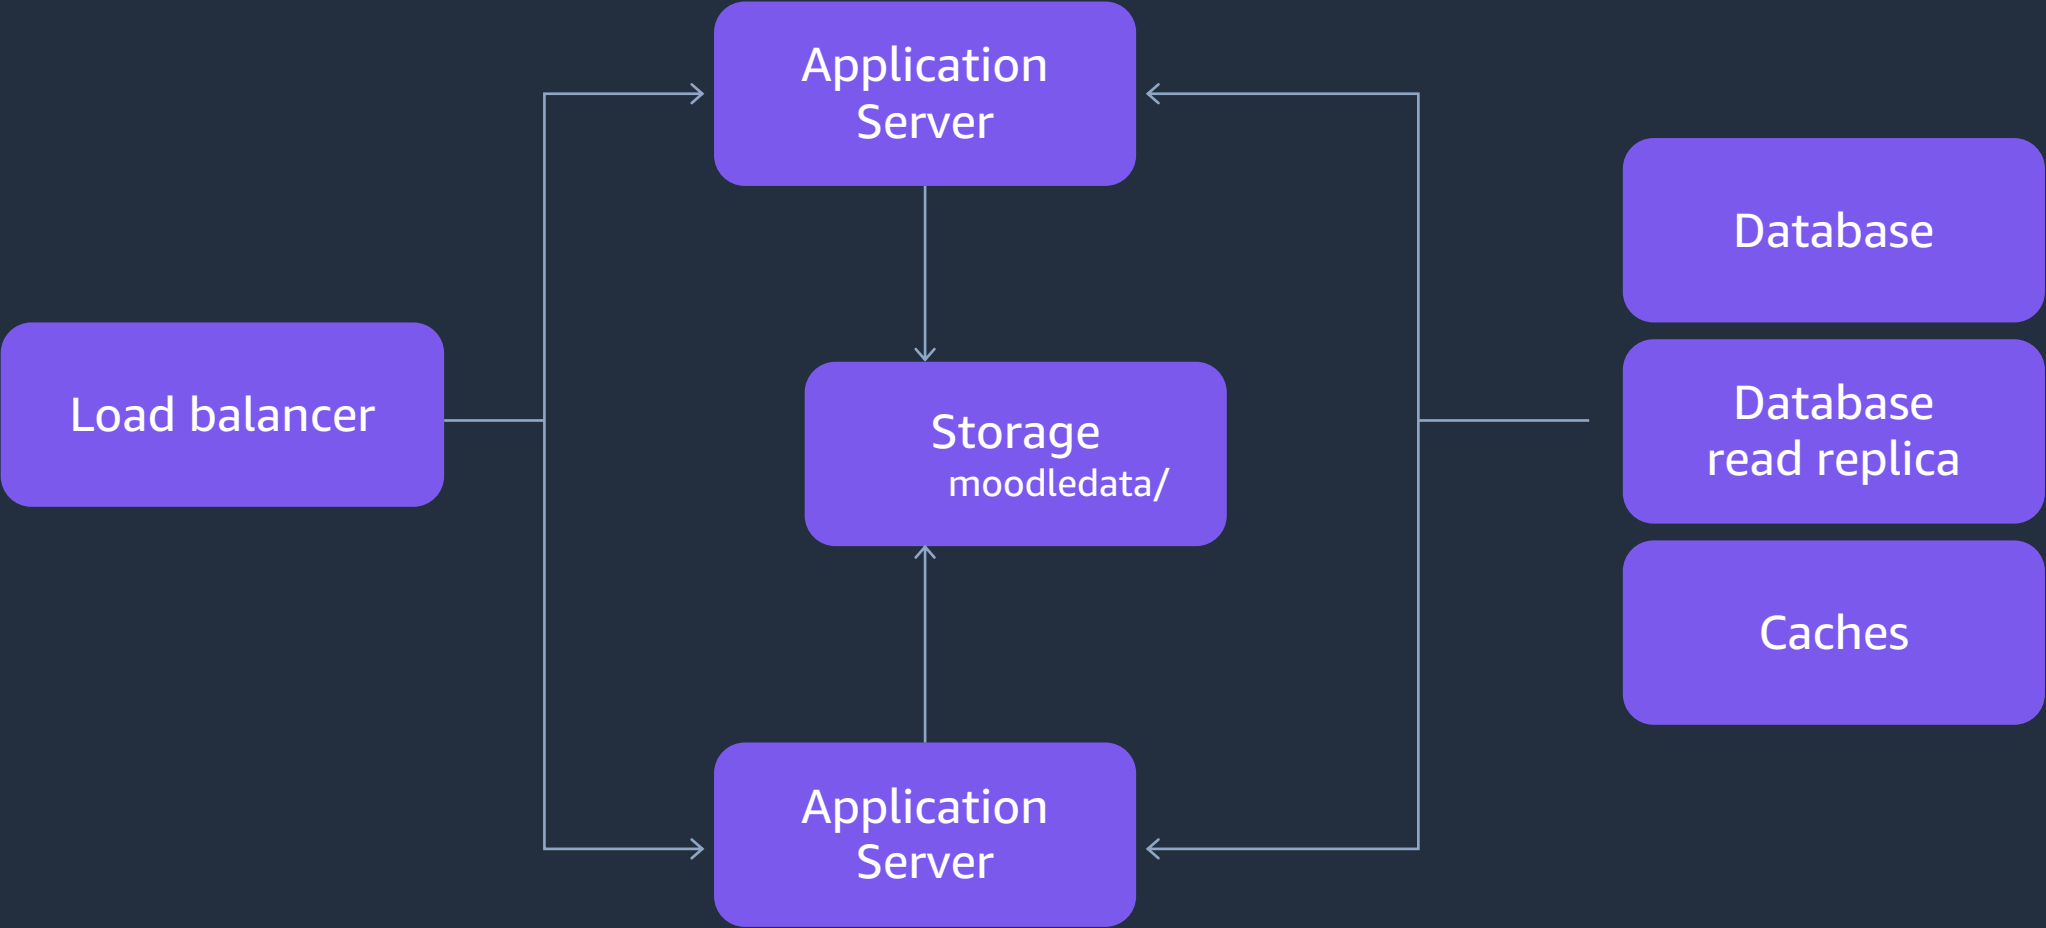 Application
Server
Load balancer
Storage
moodledata/
Application
Server
Database
Database
read replica
Caches